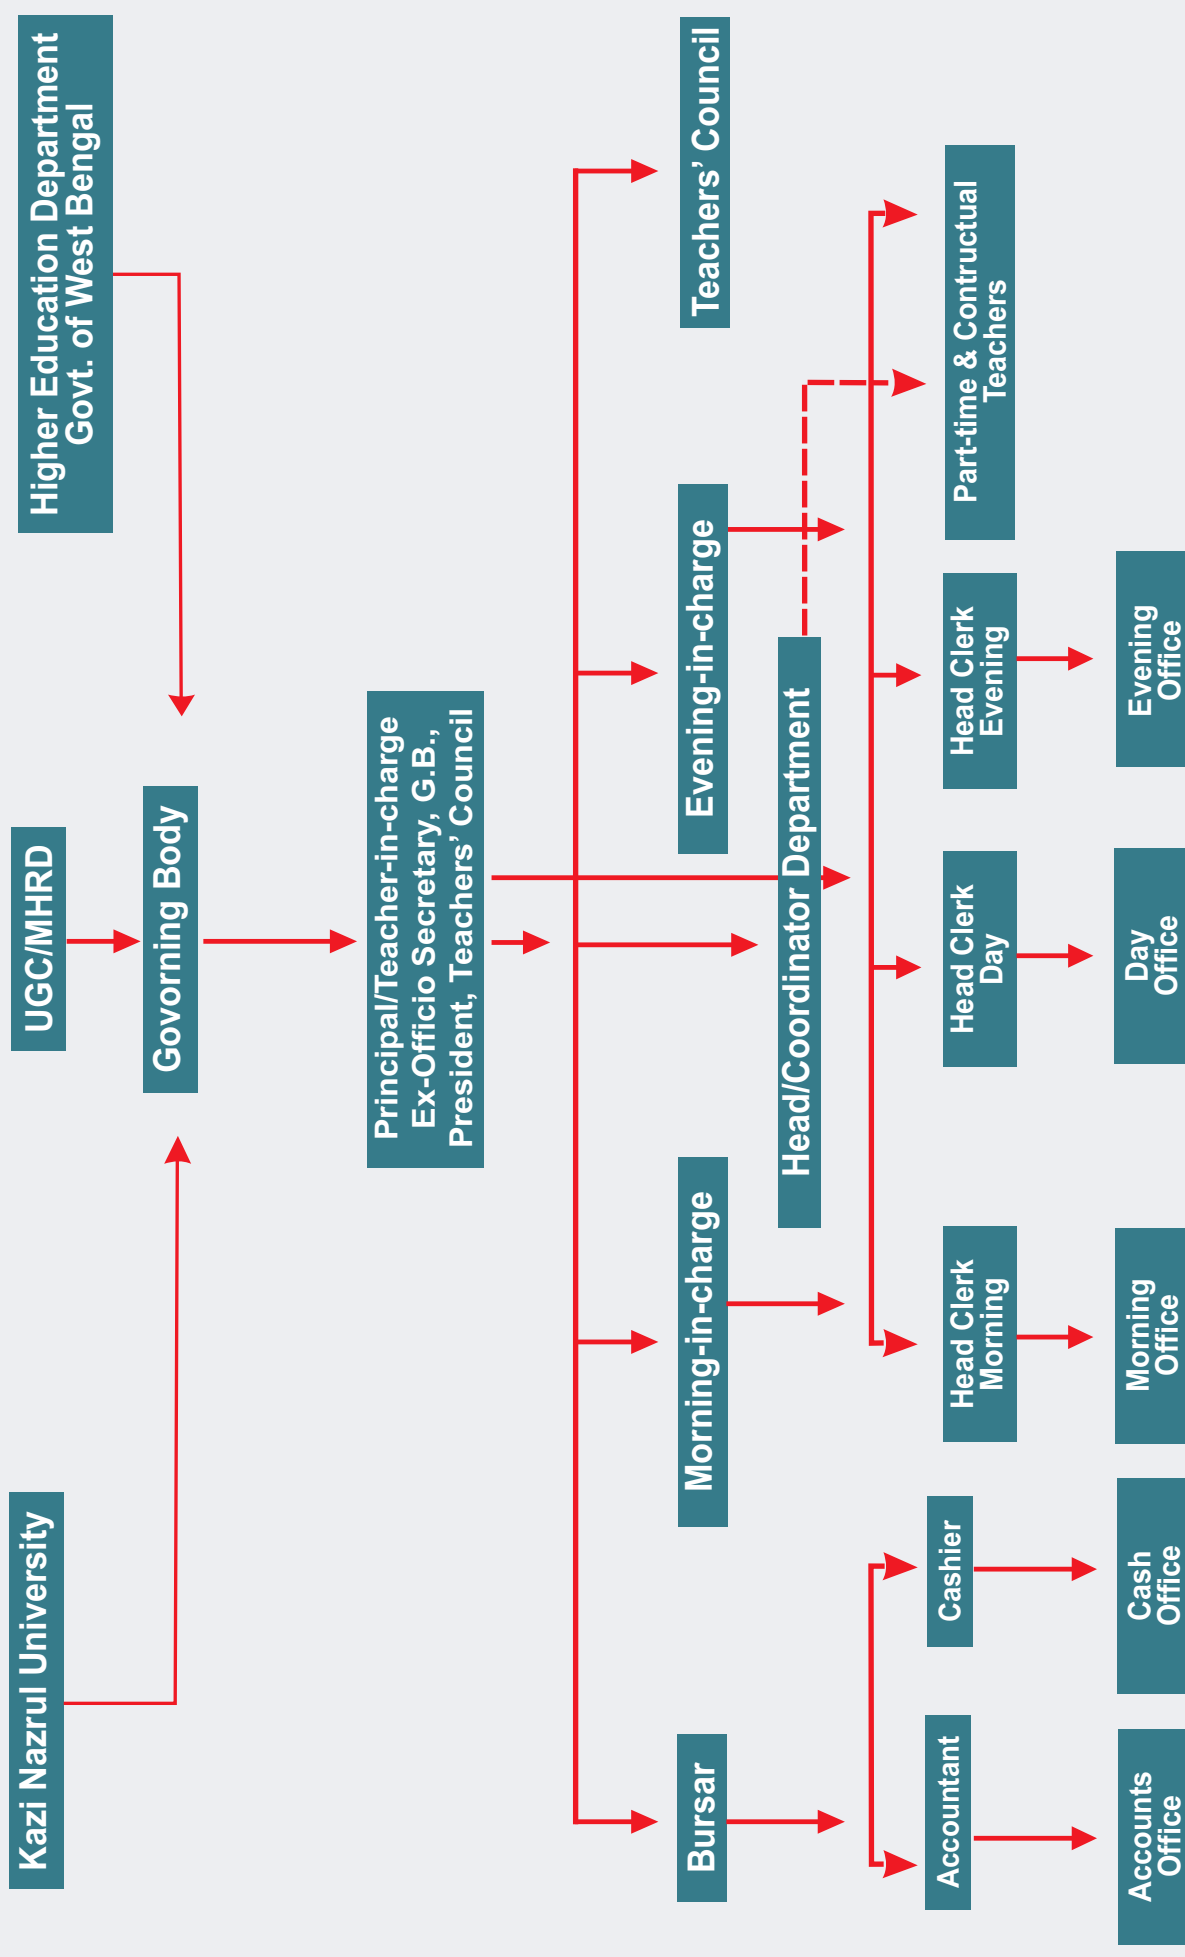 Kazi Nazrul University
UGC/MHRD
Higher Education Department
Govt. of West Bengal
Govorning Body
Principal/Teacher-in-charge
Ex-Officio Secretary, G.B.,
President, Teachers’ Council
Bursar
Morning-in-charge
Evening-in-charge
Teachers’ Council
Head/Coordinator Department
Accountant
Cashier
Head Clerk
Morning
Head Clerk
Day
Head Clerk
Evening
Part-time & Contructual
Teachers
Accounts
Office
Cash
Office
Morning
Office
Day
Office
Evening
Office